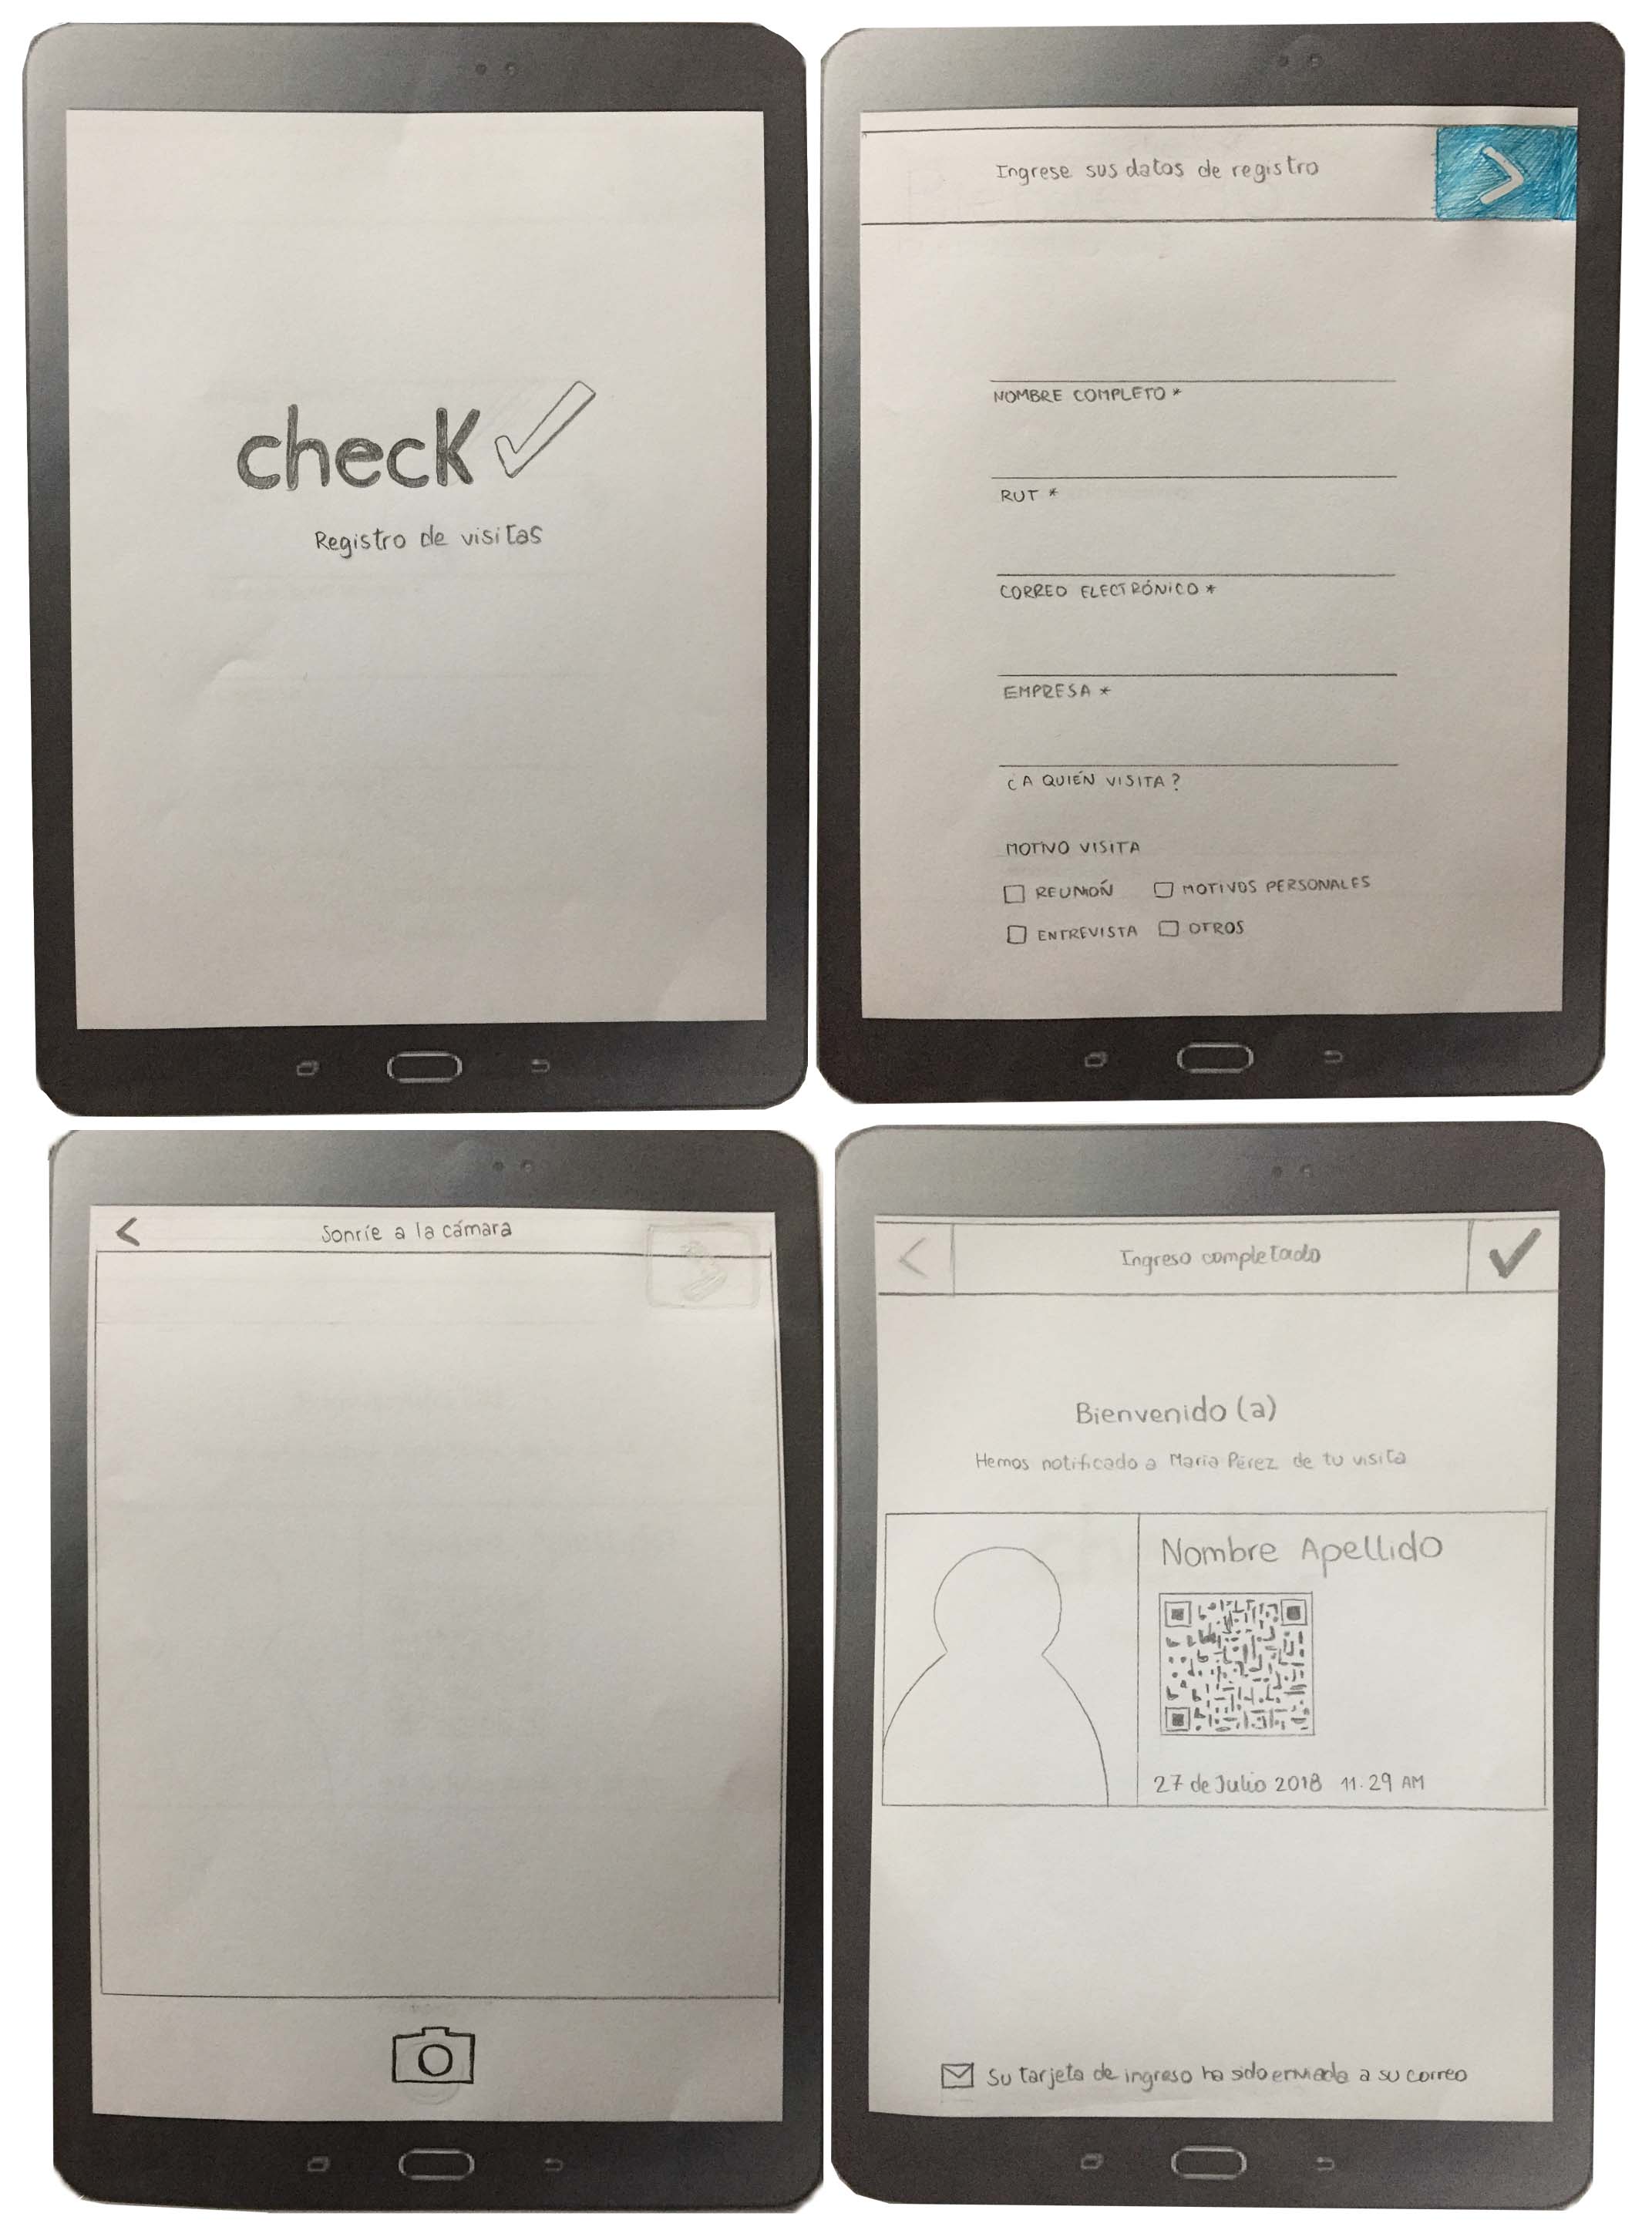 check
Registro de visitas
Ingrese sus datos de registro
NOMBRE COMPLETO *
RUT *
CORREO ELECTRÓNICO *
EMPRESA *
¿A QUIÉN VISITA?
MOTIVO VISITA
REUNIÓN MOTIVOS PERSONALES
ENTREVISTA OTROS
Sonríe a la cámara
Ingreso completado
Bienvenido (a)
Hemos notificado a María Pérez de tu visita
Nombre Apellido
27 de Julio 2018 11.29 AM
Su tarjeta de ingreso ha sido enviada a su correo